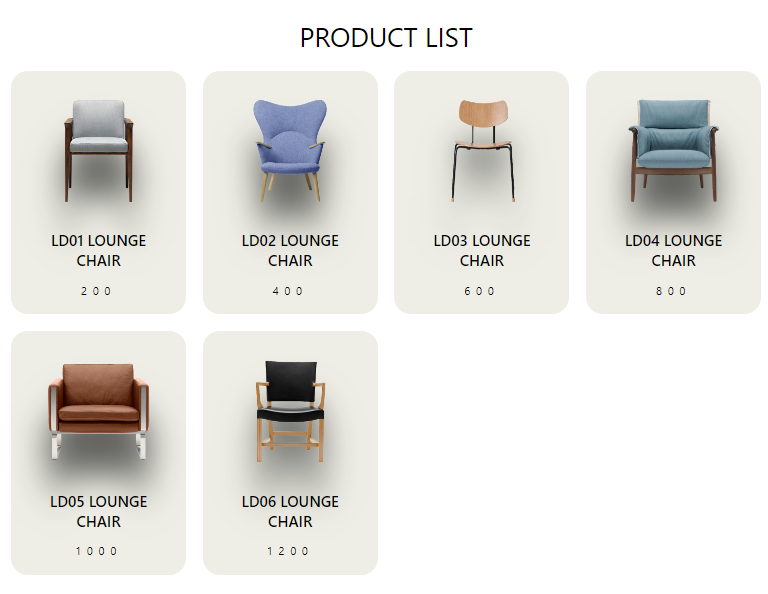 PRODUCT LIST
LD01 LOUNGE
CHAIR
200
LD02 LOUNGE
CHAIR
400
LD03 LOUNGE
CHAIR
600
LD04 LOUNGE
CHAIR
800
LD05 LOUNGE
CHAIR
1000
LD06 LOUNGE
CHAIR
1200